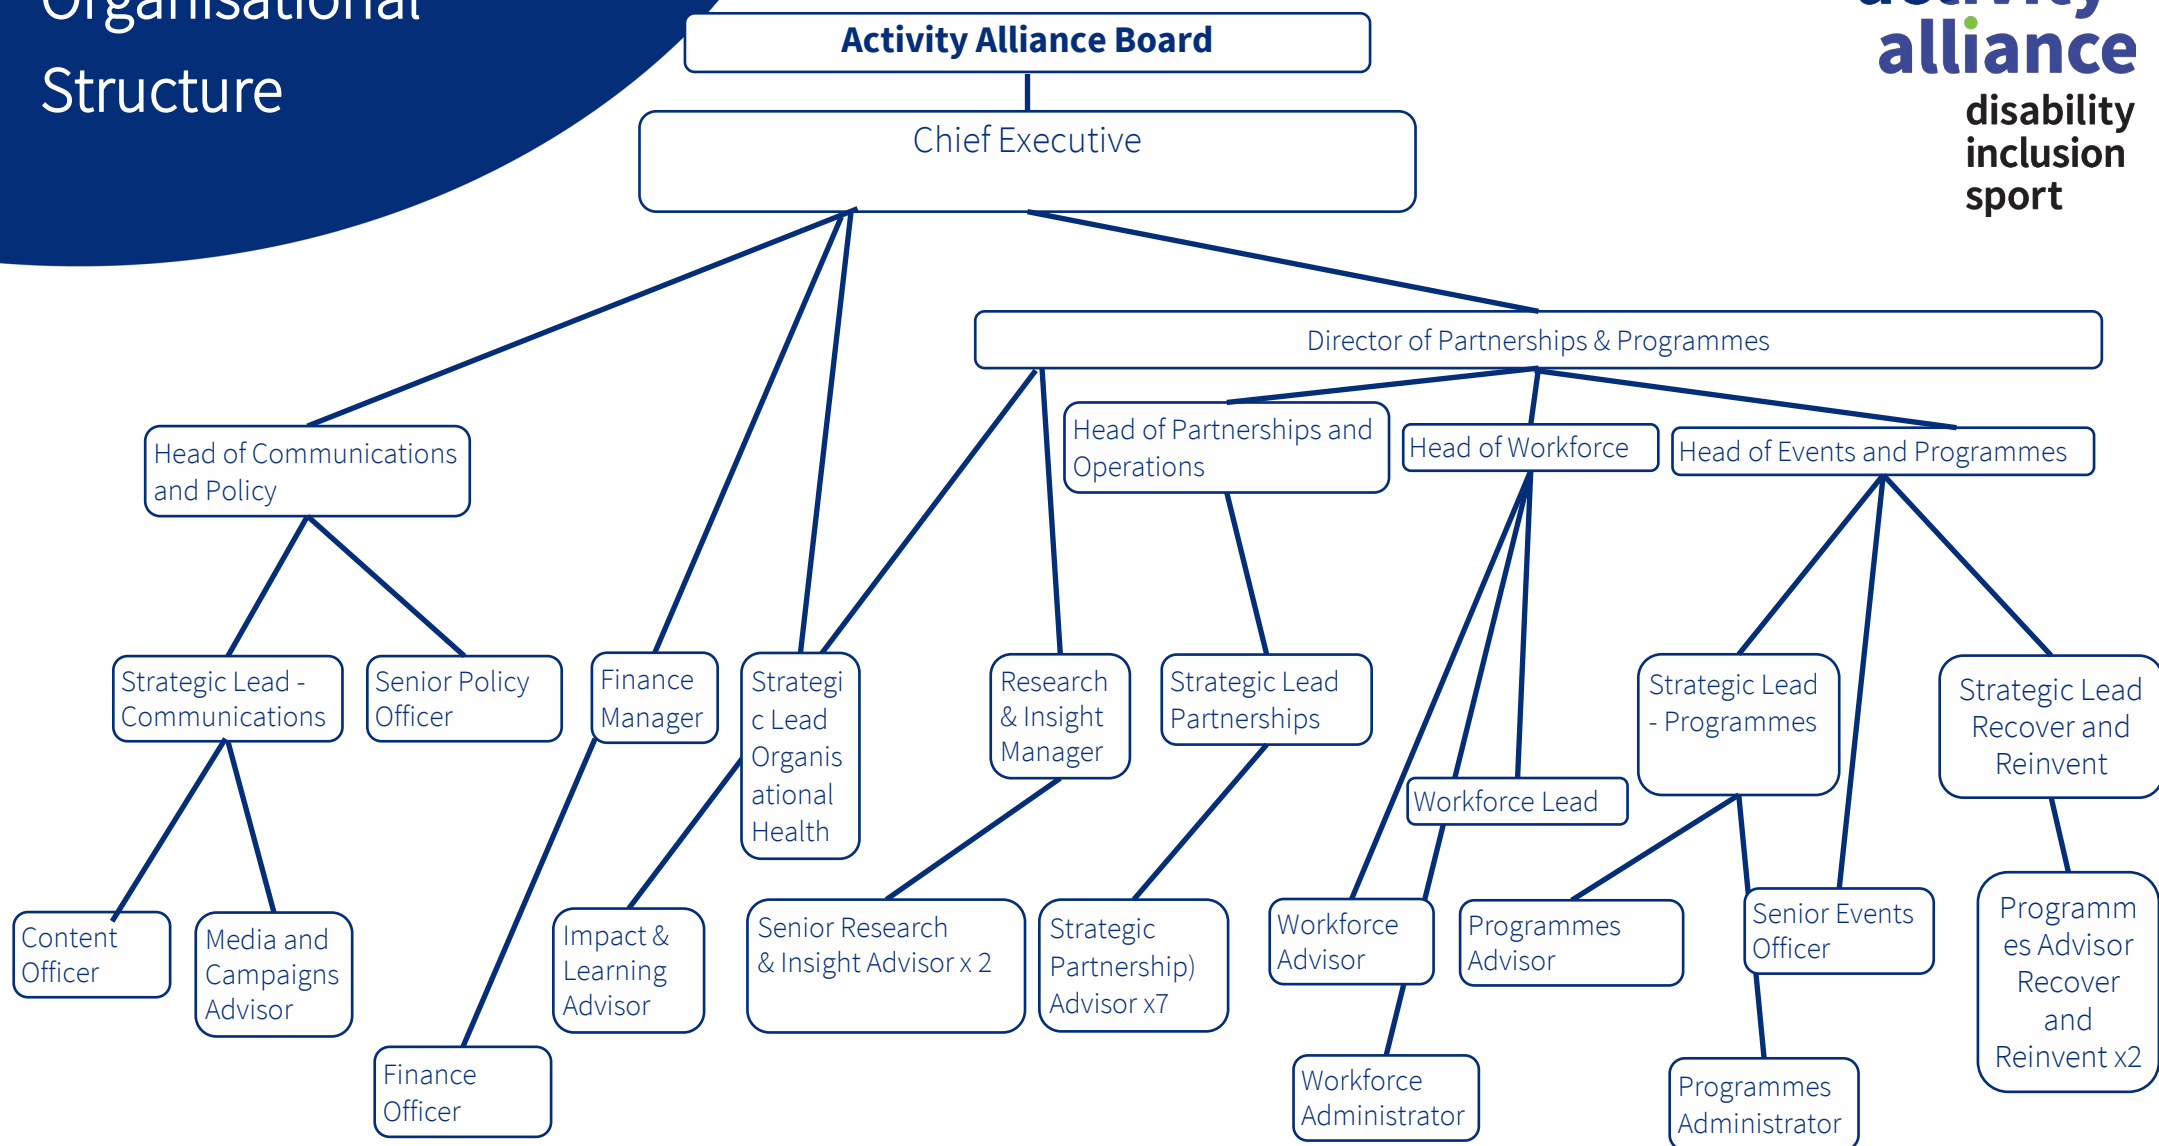 Organisational
Structure
activity
alliance
disability
inclusion
sport
Activity Alliance Board
Chief Executive
Director of Partnerships & Programmes
Head of Communications
and Policy
Head of Partnerships and
Operations
Head of Workforce
Head of Events and Programmes
Strategic Lead -
Communications
Senior Policy
Officer
Finance
Manager
Strategi
c Lead
Organis
ational
Health
Research
& Insight
Manager
Strategic Lead
Partnerships
Workforce Lead
Strategic Lead
- Programmes
Strategic Lead
Recover and
Reinvent
Content
Officer
Media and
Campaigns
Advisor
Finance
Officer
Impact &
Learning
Advisor
Senior Research
& Insight Advisor x 2
Strategic
Partnership)
Advisor x7
Workforce
Advisor
Workforce
Administrator
Programmes
Advisor
Senior Events
Officer
Programmes
Administrator
Programm
es Advisor
Recover
and
Reinvent x2